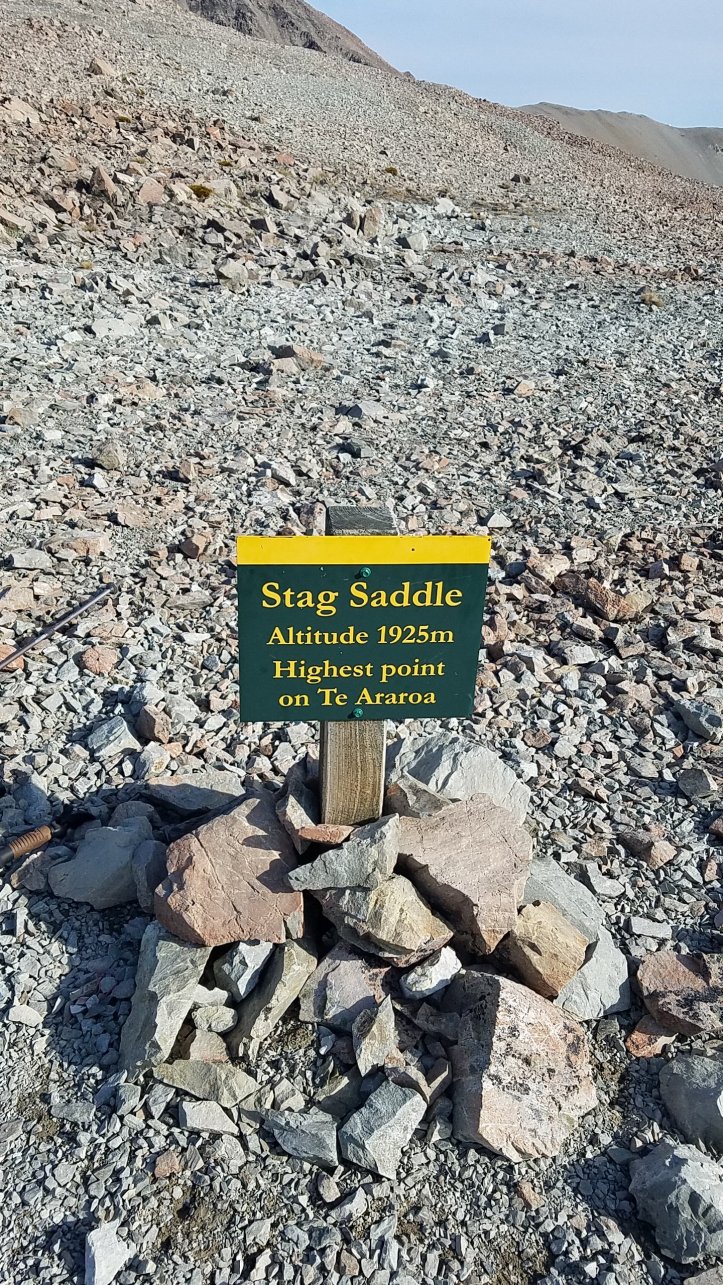 Stag Saddle
Altitude 1925m
Highest point
on Te Araroa